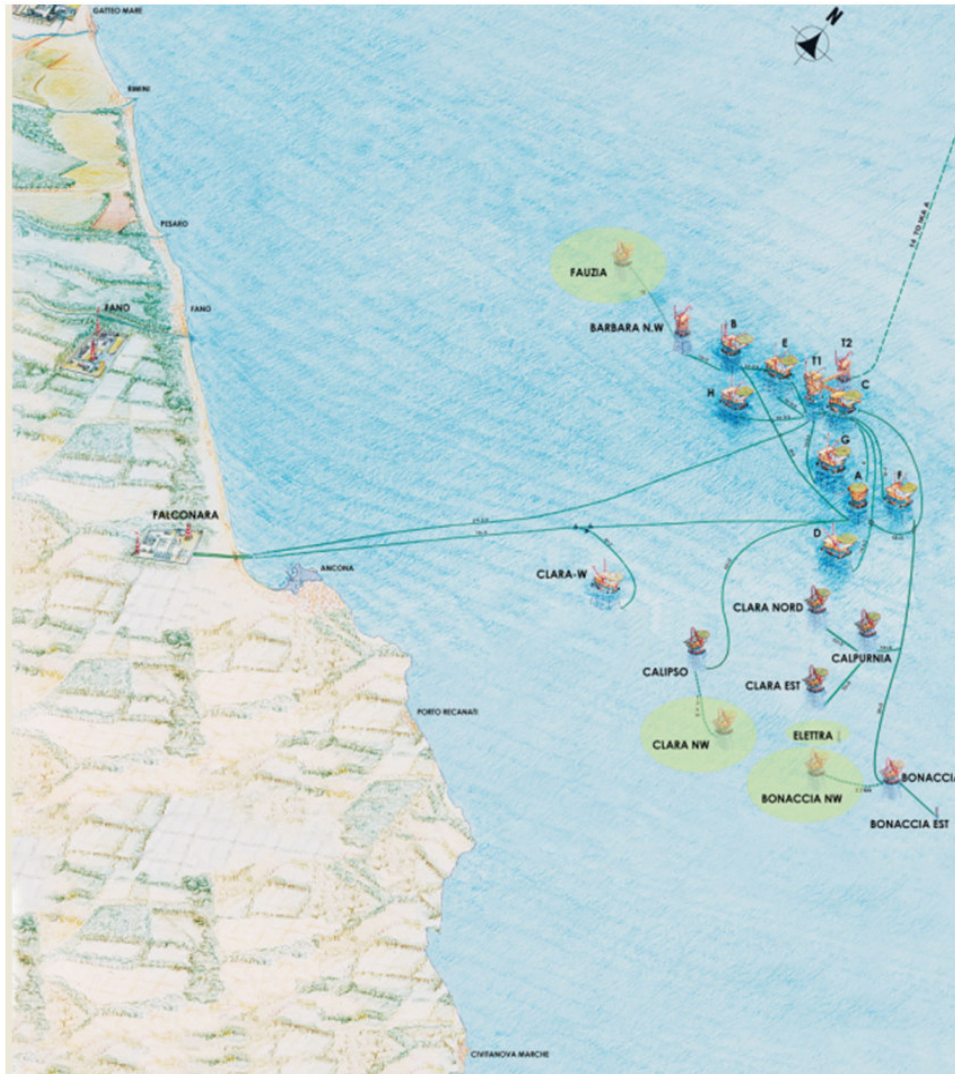 GATTEO MARE
N
RIMINI
PESARO
FAUZIA
FANO
FANO
BARBARA N.W
B
E
T1
T2
C
H
G
A
F
FALCONARA
D
ANCONA
CLARA-W
CLARA NORD
CALPURNIA
CALIPSO
CLARA EST
PORTO RECANATI
ELETTRA
CLARA NW
BONACCIA NW
BONACCIA
BONACCIA EST
CIVITANOVA MARCHE